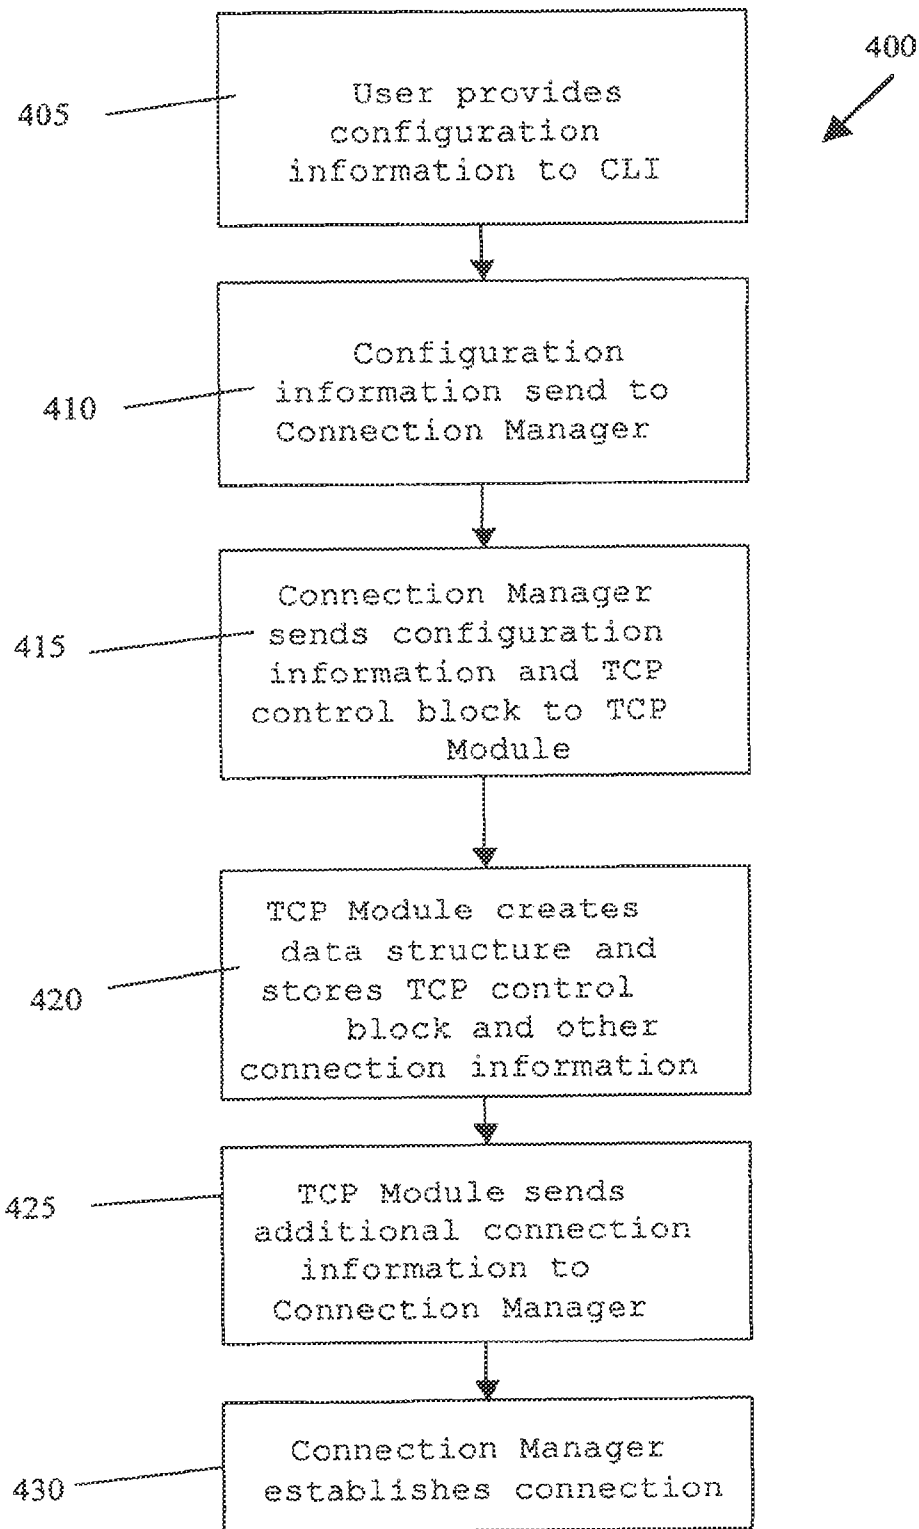 400
405
User provides
configuration
information to CLI
410
Configuration
information send to
Connection Manager
415
Connection Manager
sends configuration
information and TCP
control block to TCP
Module
420
TCP Module creates
data structure and
stores TCP control
block and other
connection information
425
TCP Module sends
additional connection
information to
Connection Manager
430
Connection Manager
establishes connection